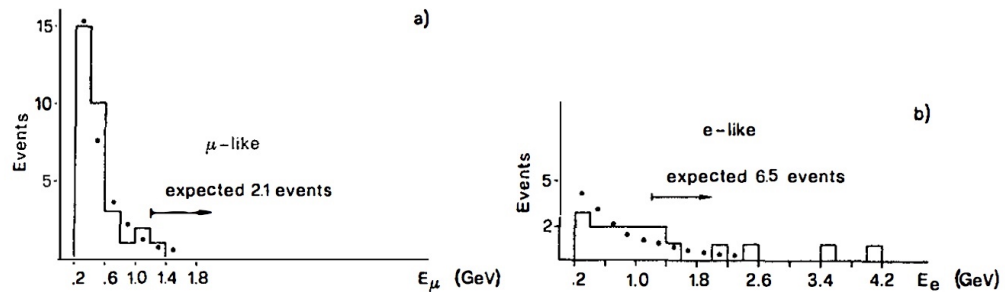 a)
15
10
5
Events
μ-like
expected 2.1 events
.2 .6 1.0 1.4 1.8 Eμ (GeV)
b)
e-like
expected 6.5 events
Events
5
2
.2 1.0 1.8 2.6 3.4 4.2 Ee (GeV)